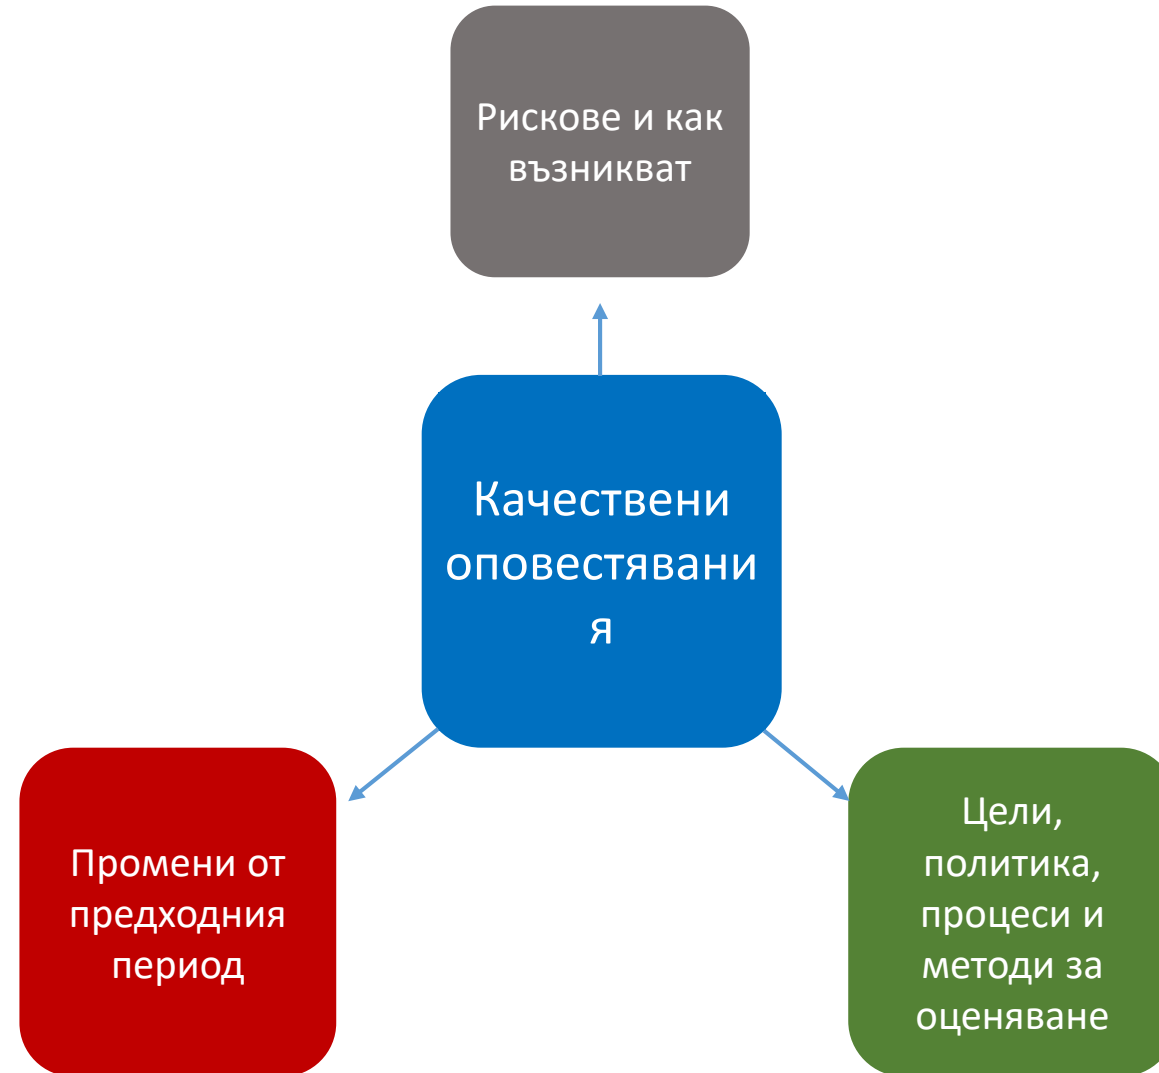 Рискове и как
възникват
Качествени
оповестявани
я
Промени от
предходния
период
Цели,
политика,
процеси и
методи за
оценяване